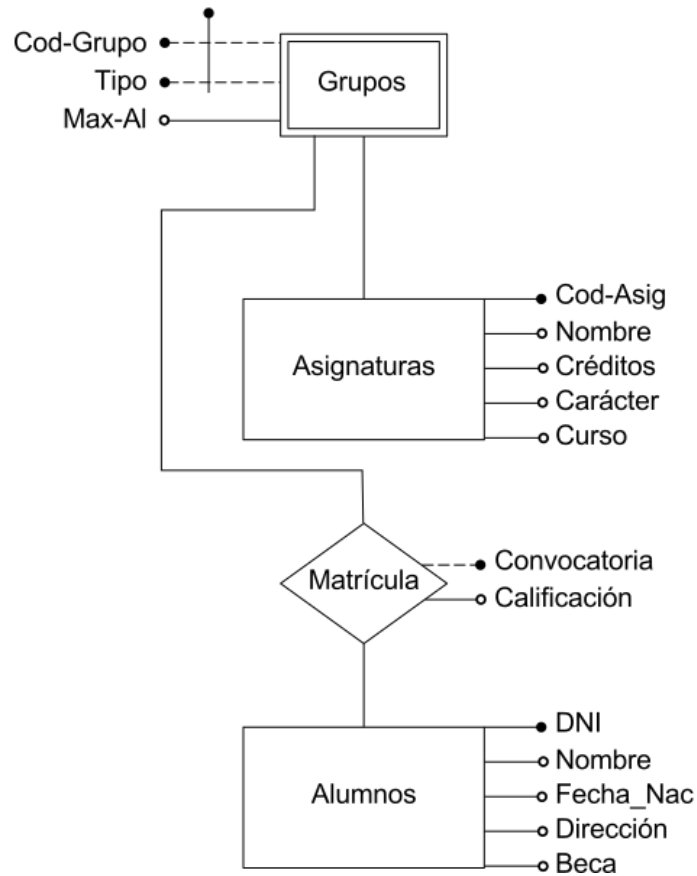 Cod-Grupo
Tipo
Max-Al
Grupos
Asignaturas
Cod-Asig
Nombre
Créditos
Carácter
Curso
Matrícula
Convocatoria
Calificación
Alumnos
DNI
Nombre
Fecha_Nac
Dirección
Beca